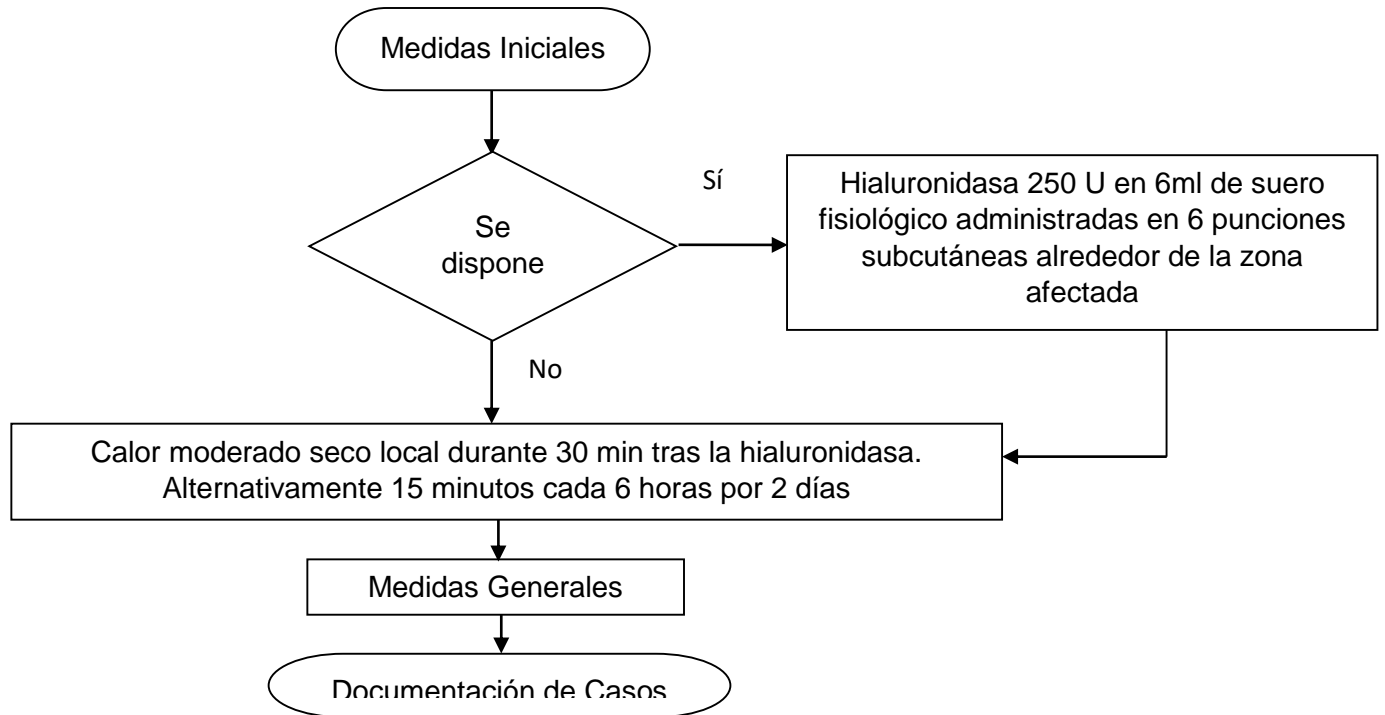 Medidas Iniciales
Se
dispone
Sí
Hialuronidasa 250 U en 6ml de suero
fisiológico administradas en 6 punciones
subcutáneas alrededor de la zona
afectada
No
Calor moderado seco local durante 30 min tras la hialuronidasa.
Alternativamente 15 minutos cada 6 horas por 2 días
Medidas Generales
Documentación de Casos